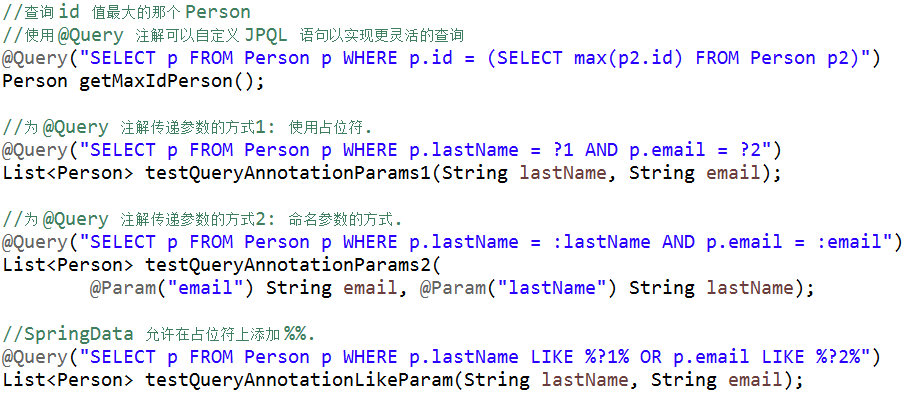 //查询 id 值最大的那个 Person
//使用 @Query 注解可以自定义 JPQL 语句以实现更灵活的查询
@Query("SELECT p FROM Person p WHERE p.id = (SELECT max(p2.id) FROM Person p2)")
Person getMaxIdPerson();
//为 @Query 注解传递参数的方式1: 使用占位符.
@Query("SELECT p FROM Person p WHERE p.lastName = ?1 AND p.email = ?2")
List<Person> testQueryAnnotationParams1(String lastName, String email);
//为 @Query 注解传递参数的方式2: 命名参数的方式.
@Query("SELECT p FROM Person p WHERE p.lastName = :lastName AND p.email = :email")
List<Person> testQueryAnnotationParams2(
@Param("email") String email, @Param("lastName") String lastName);
//SpringData 允许在占位符上添加 %%.
@Query("SELECT p FROM Person p WHERE p.lastName LIKE %?1% OR p.email LIKE %?2%")
List<Person> testQueryAnnotationLikeParam(String lastName, String email);